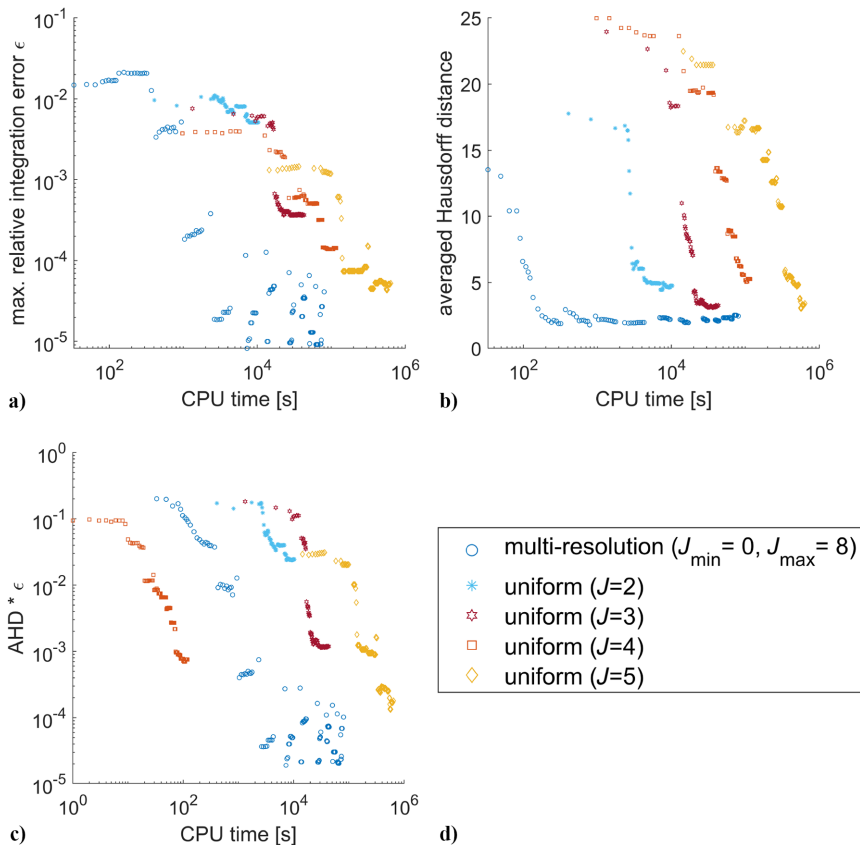 10^-1
10^-2
10^-3
10^-4
10^-5
max. relative integration error ϵ
10^2
10^4
10^6
CPU time [s]
a)
25
20
15
10
5
0
averaged Hausdorff distance
10^2
10^4
10^6
CPU time [s]
b)
10^0
10^-1
10^-2
10^-3
10^-4
10^-5
AHD * ϵ
10^0
10^2
10^4
10^6
CPU time [s]
c)
multi-resolution (J_min= 0, J_max= 8)
uniform (J=2)
uniform (J=3)
uniform (J=4)
uniform (J=5)
d)